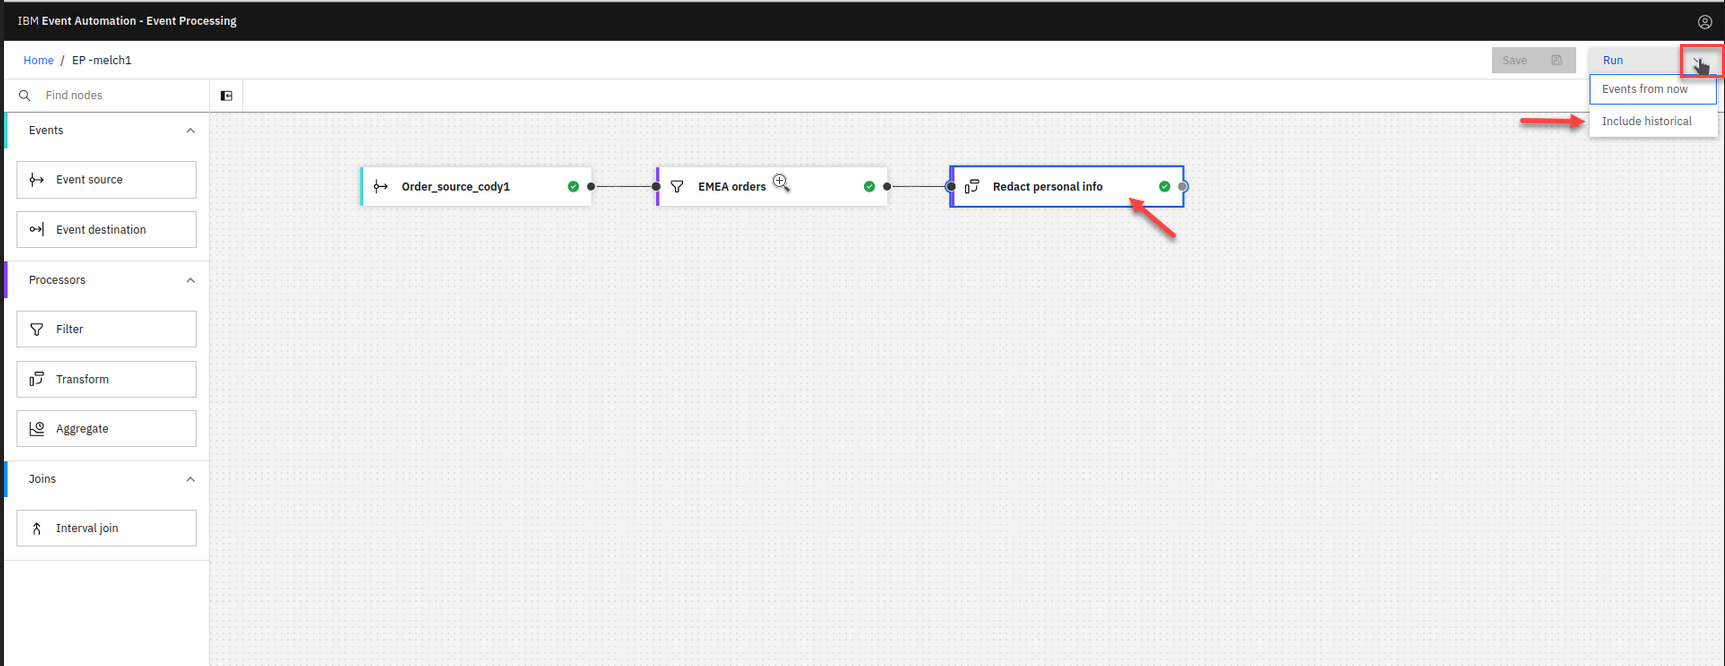 IBM Event Automation - Event Processing
Home / EP -melch1
Save
Run
Events from now
Include historical
Find nodes
Events
Event source
Event destination
Processors
Filter
Transform
Aggregate
Joins
Interval join
Order_source_cody1
EMEA orders
Redact personal info